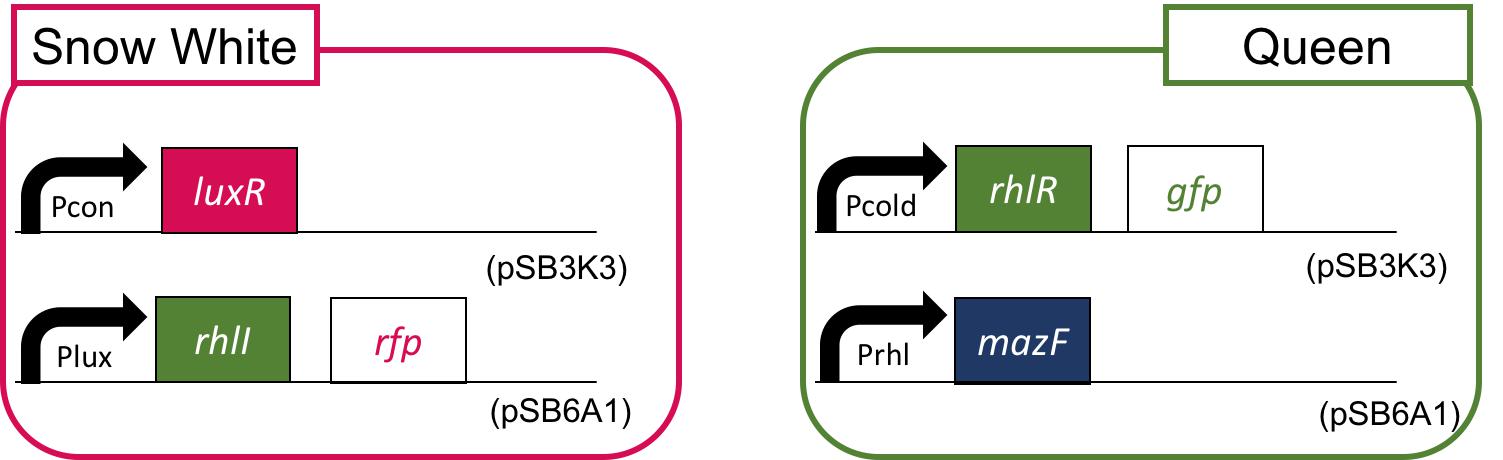 Snow White
Pcon
luxR
(pSB3K3)
Plux
rhlI
rfp
(pSB6A1)
Queen
Pcold
rhlR
gfp
(pSB3K3)
Prhl
mazF
(pSB6A1)